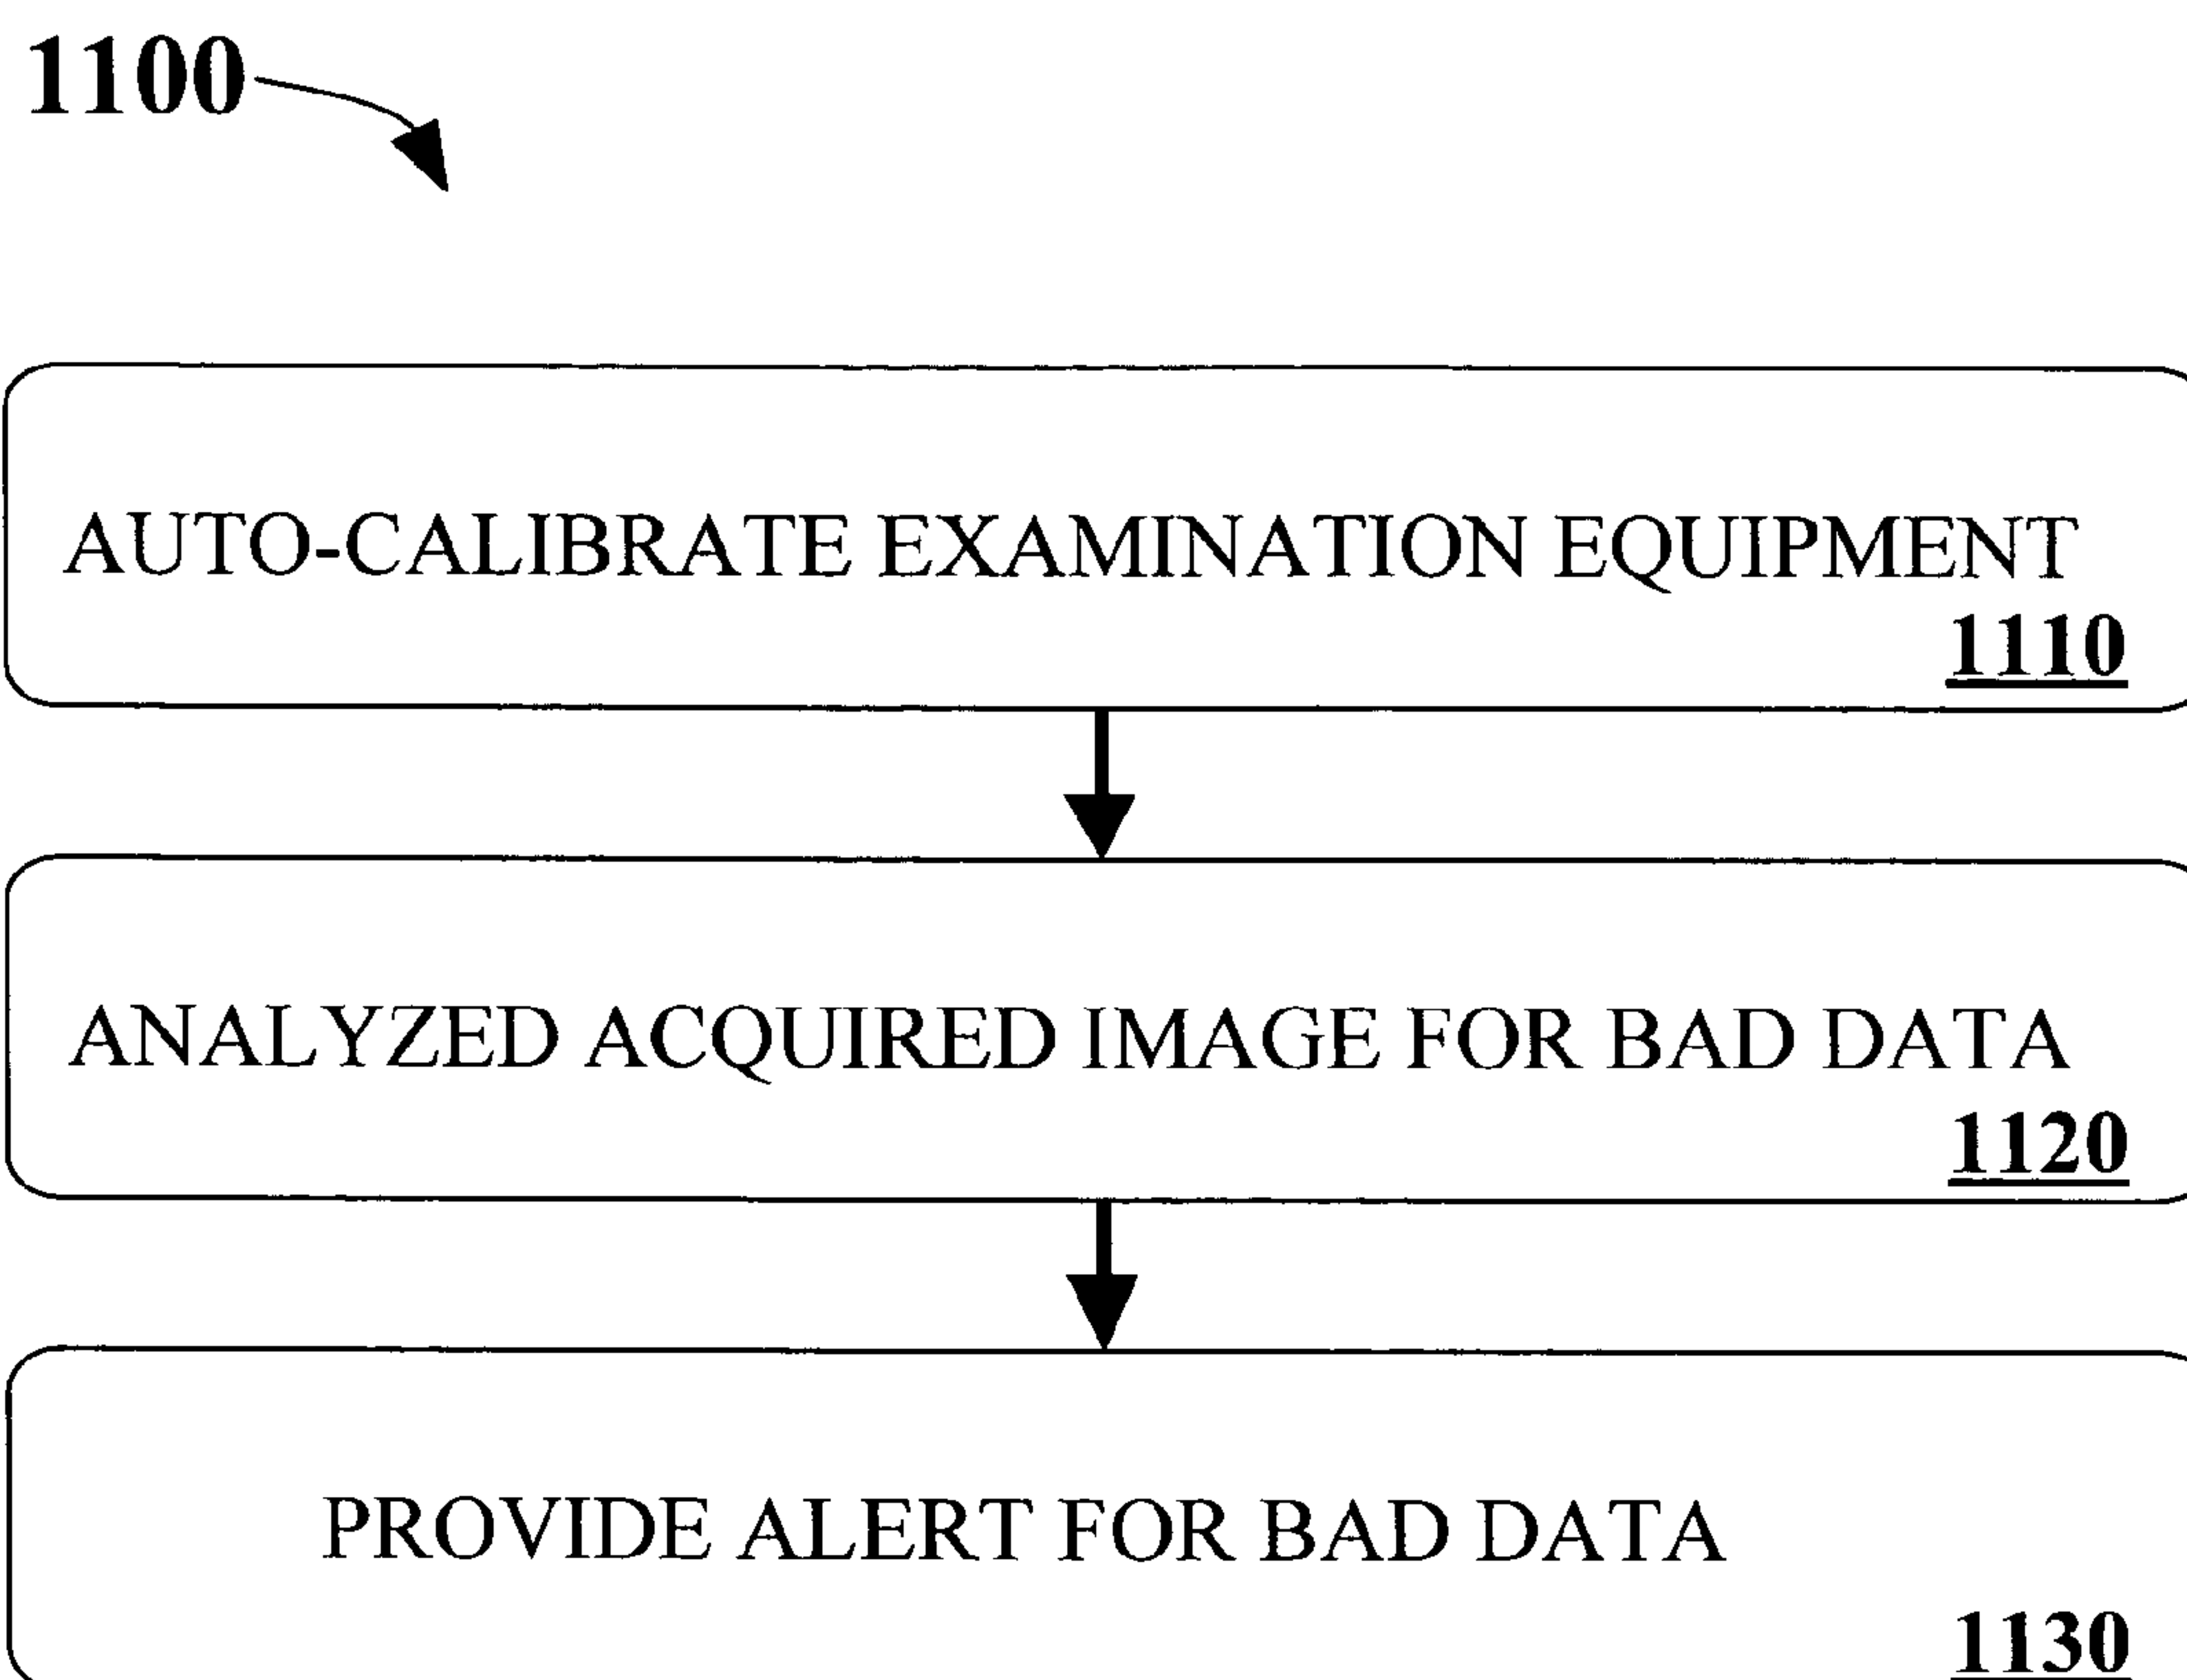 1100
AUTO-CALIBRATE EXAMINATION EQUIPMENT
1110
ANALYZED ACQUIRED IMAGE FOR BAD DATA
1120
PROVIDE ALERT FOR BAD DATA
1130